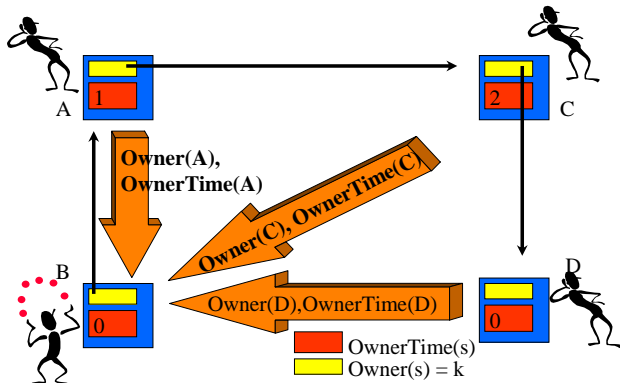 1
A
2
C
Owner(A),
OwnerTime(A)
Owner(C), OwnerTime(C)
B
D
0
Owner(D),OwnerTime(D)
0
OwnerTime(s)
Owner(s) = k